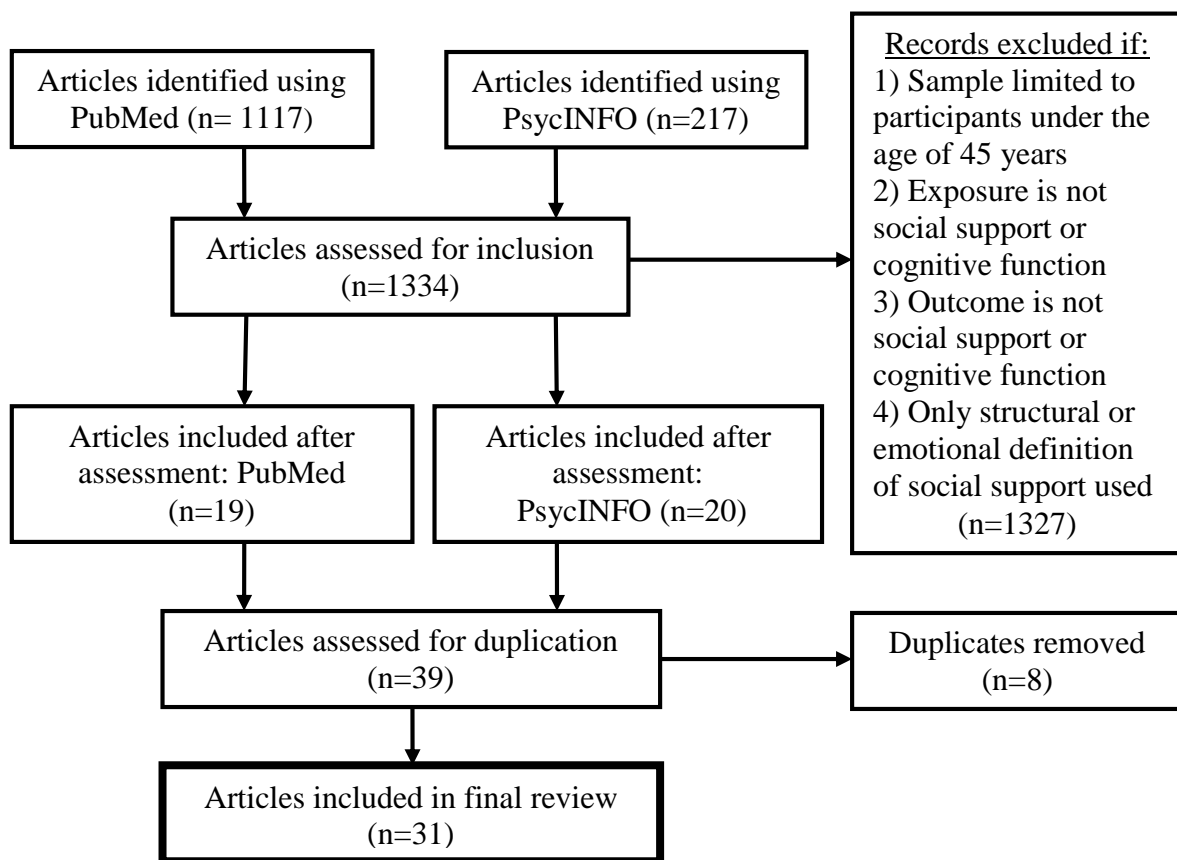 Articles identified using
PubMed (n= 1117)
Articles identified using
PsycINFO (n=217)
Records excluded if:
1) Sample limited to
participants under the
age of 45 years
2) Exposure is not
social support or
cognitive function
3) Outcome is not
social support or
cognitive function
4) Only structural or
emotional definition
of social support used
(n=1327)
Articles assessed for inclusion
(n=1334)
Articles included after
assessment: PubMed
(n=19)
Articles included after
assessment:
PsycINFO (n=20)
Articles assessed for duplication
(n=39)
Duplicates removed
(n=8)
Articles included in final review
(n=31)